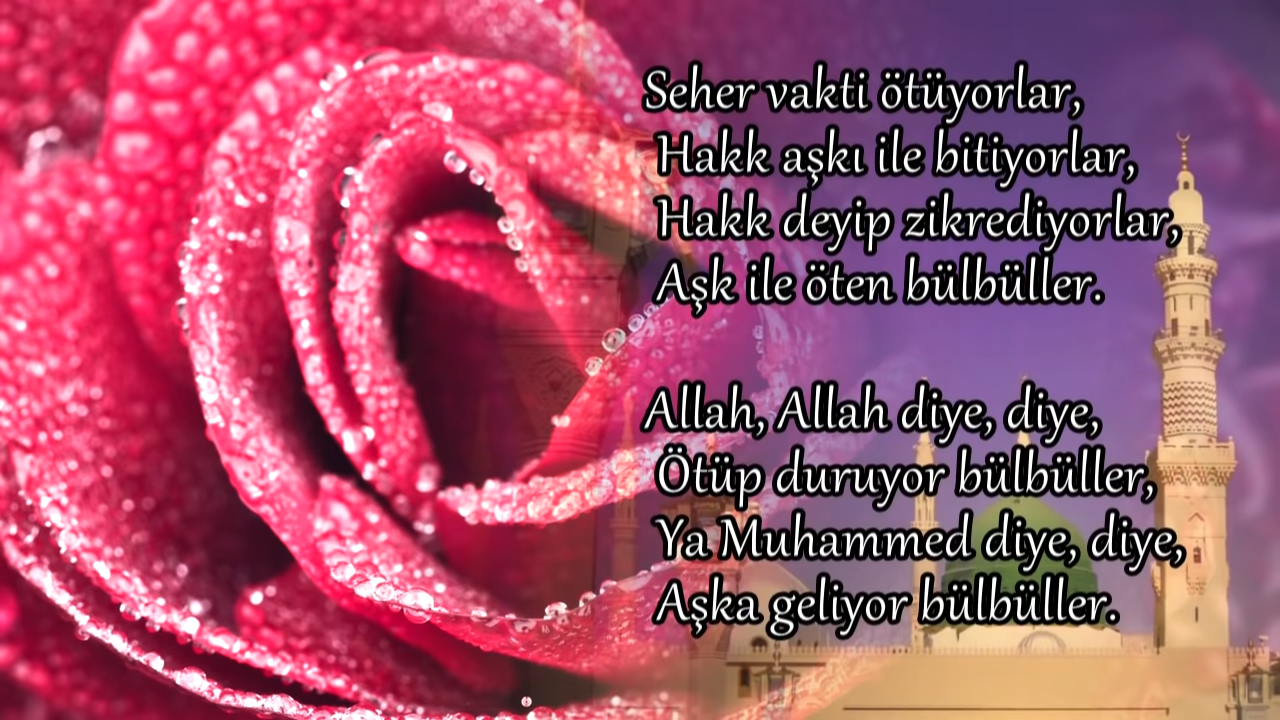 Seher vakti ötüyorlar,
Hakk aşkı ile bitiyorlar,
Hakk deyip zikrediyorlar,
Aşk ile öten bülbüller.
Allah, Allah diye, diye,
Ötüp duruyor bülbüller,
Ya Muhammed diye, diye,
Aşka geliyor bülbüller.